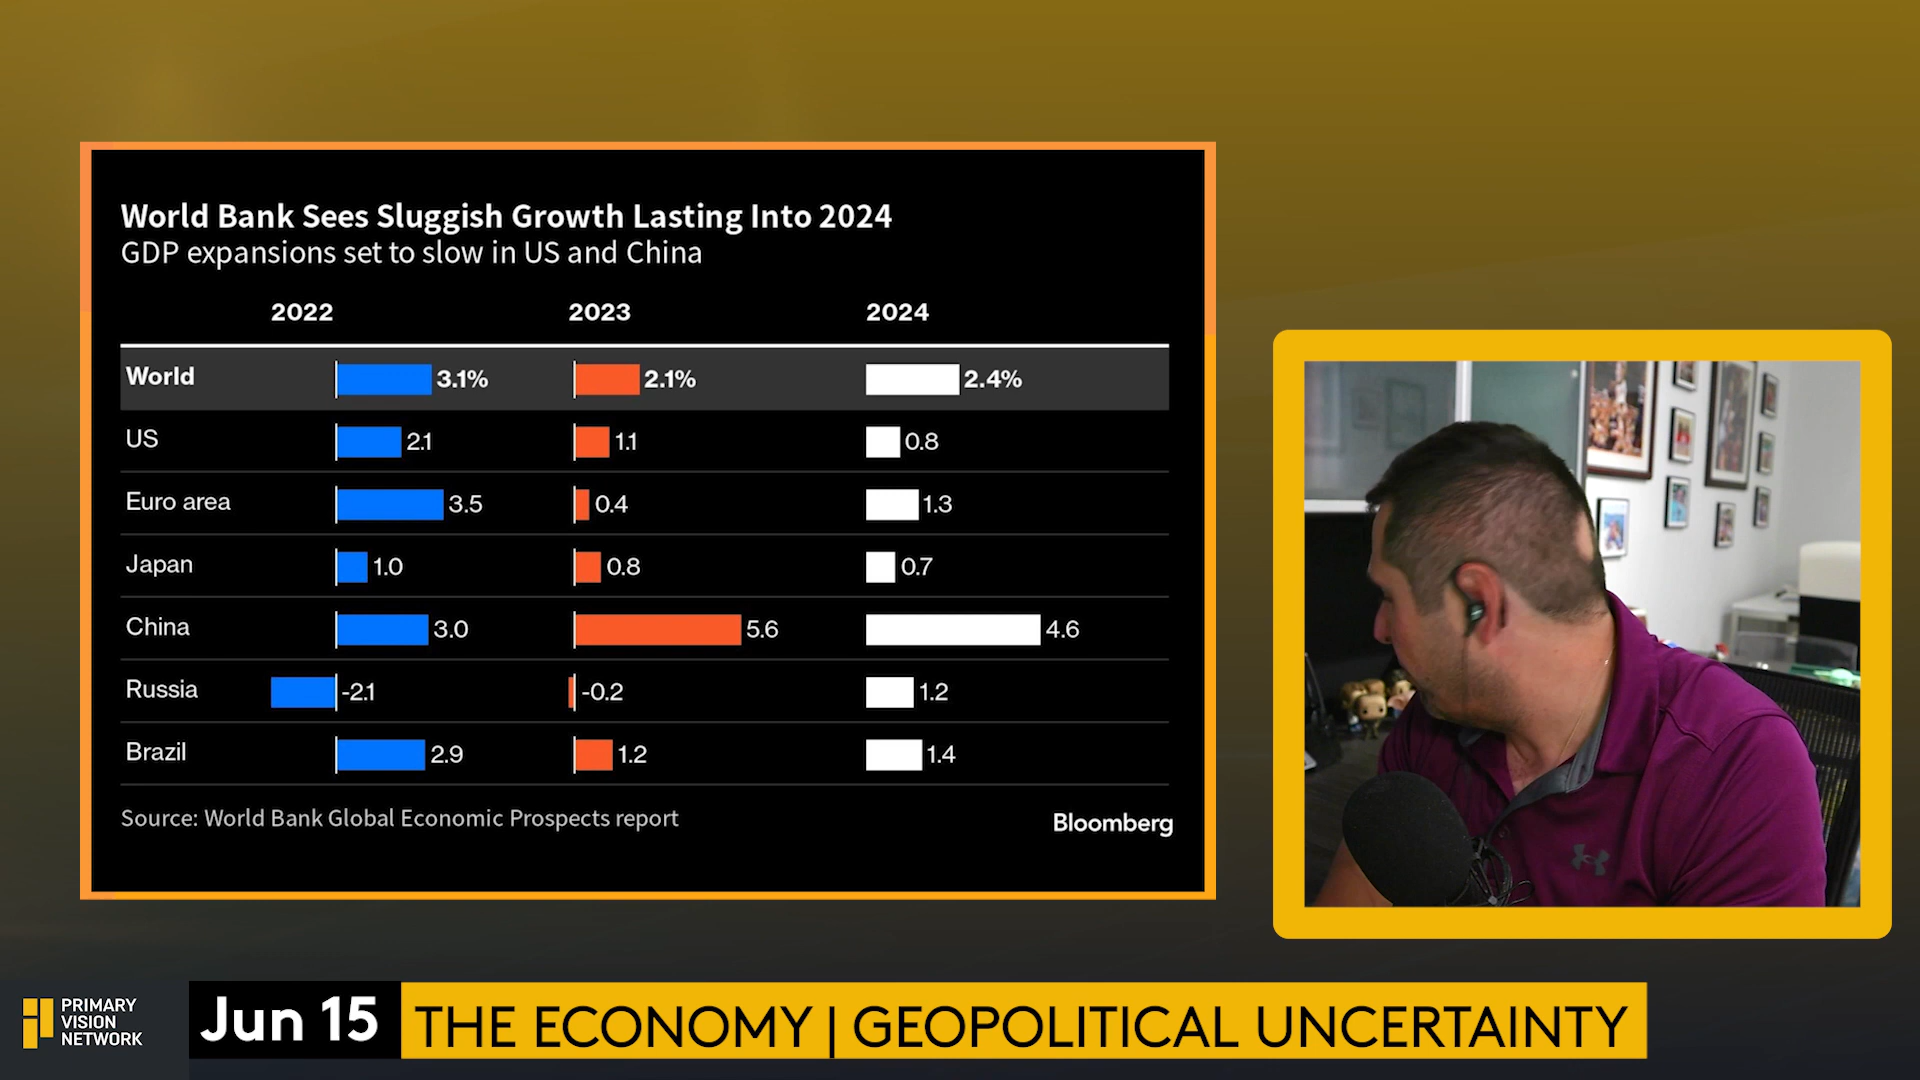 World Bank Sees Sluggish Growth Lasting Into 2024
GDP expansions set to slow in US and China
2022 2023 2024
World 3.1% 2.1% 2.4%
US 2.1 1.1 0.8
Euro area 3.5 0.4 1.3
Japan 1.0 0.8 0.7
China 3.0 5.6 4.6
Russia -2.1 -0.2 1.2
Brazil 2.9 1.2 1.4
Source: World Bank Global Economic Prospects report
Bloomberg
PRIMARY
VISION
NETWORK
Jun 15
THE ECONOMY | GEOPOLITICAL UNCERTAINTY